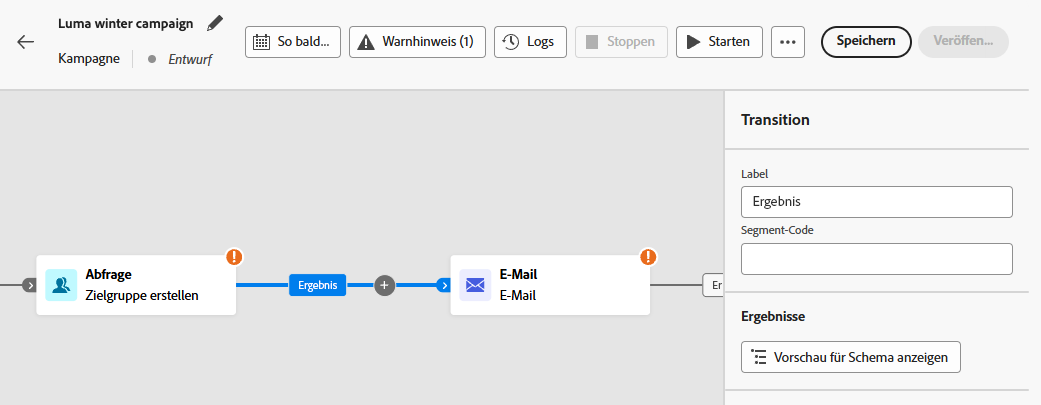 Luma winter campaign
Kampagne
Entwurf
So bald...
Warnhinweis (1)
Logs
Stoppen
Starten
Speichern
Veröffen...
Transition
Label
Ergebnis
Segment-Code
Ergebnisse
Vorschau für Schema anzeigen
Abfrage
Zielgruppe erstellen
Ergebnis
E-Mail
E-Mail
Er